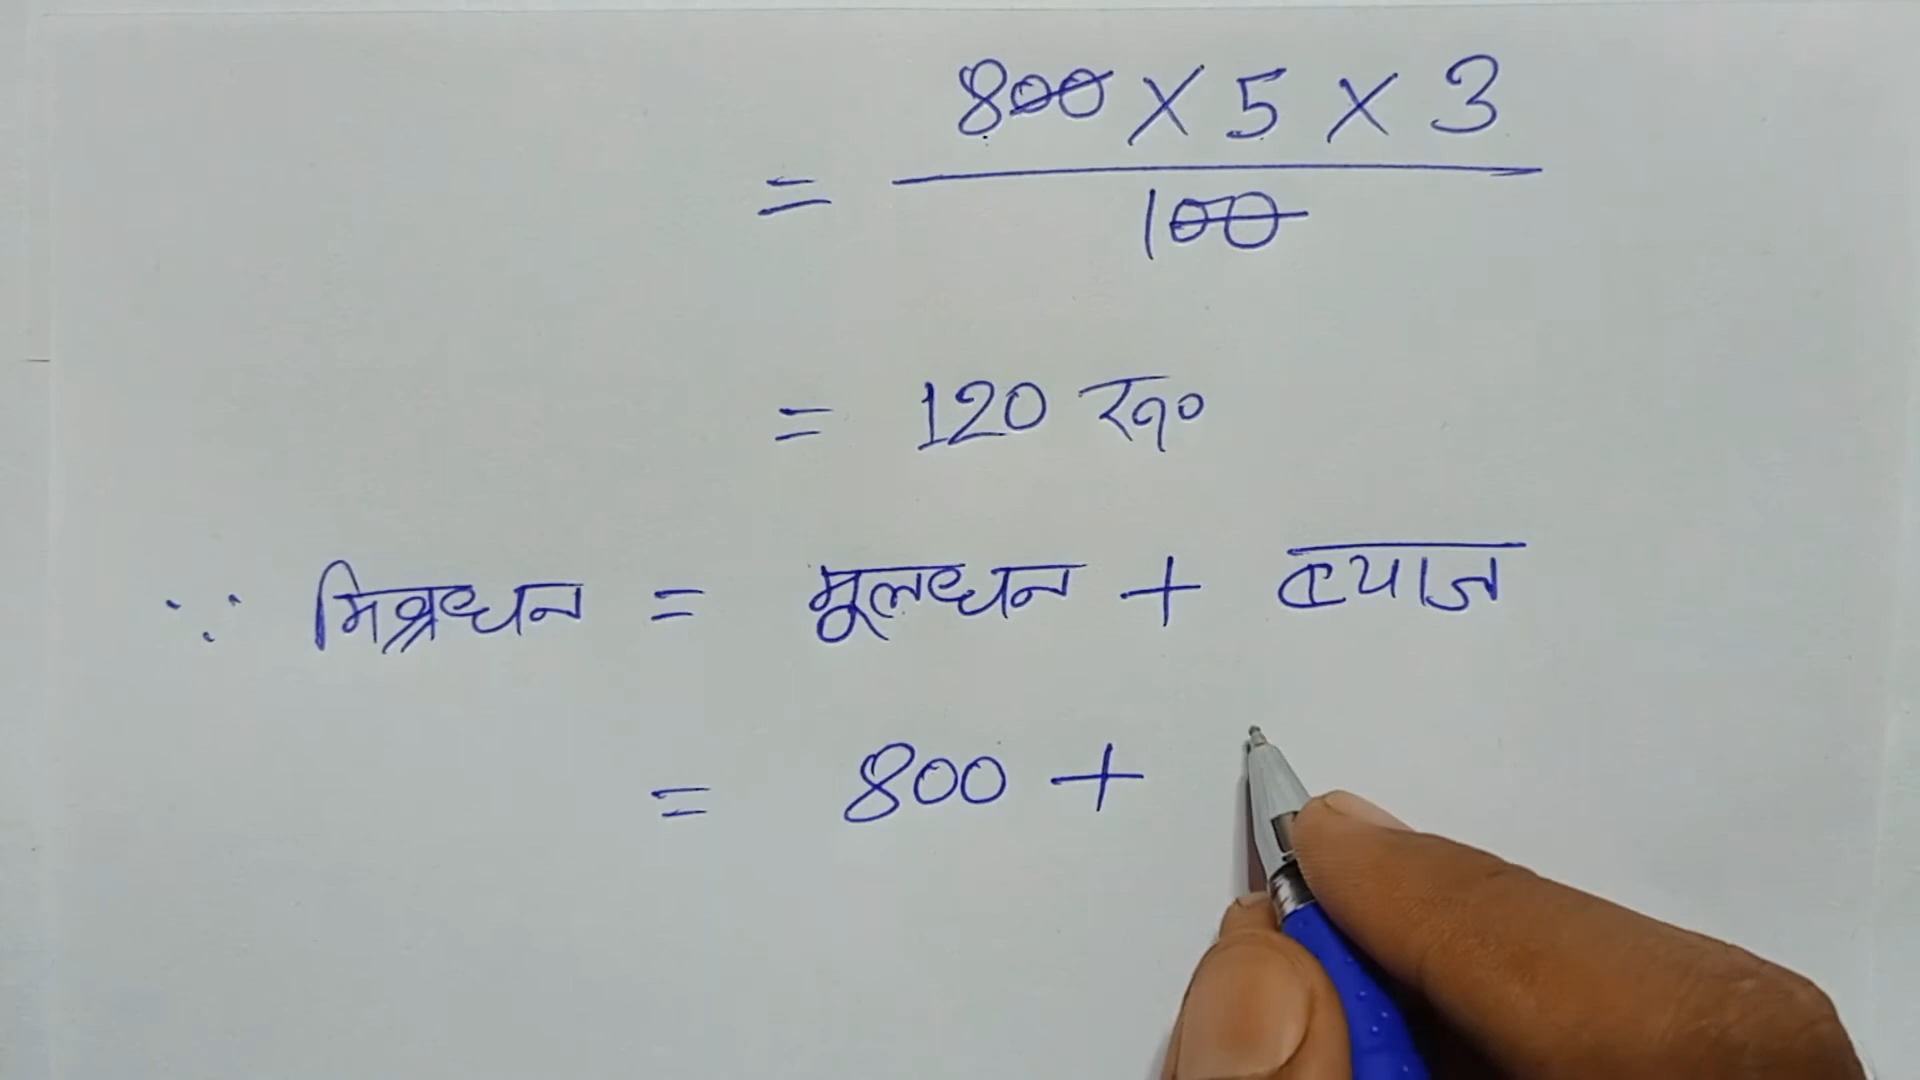 = 800 × 5 × 3
100
= 120 रू०
∵ मिश्रधन = मूलधन + ब्याज
= 800 +